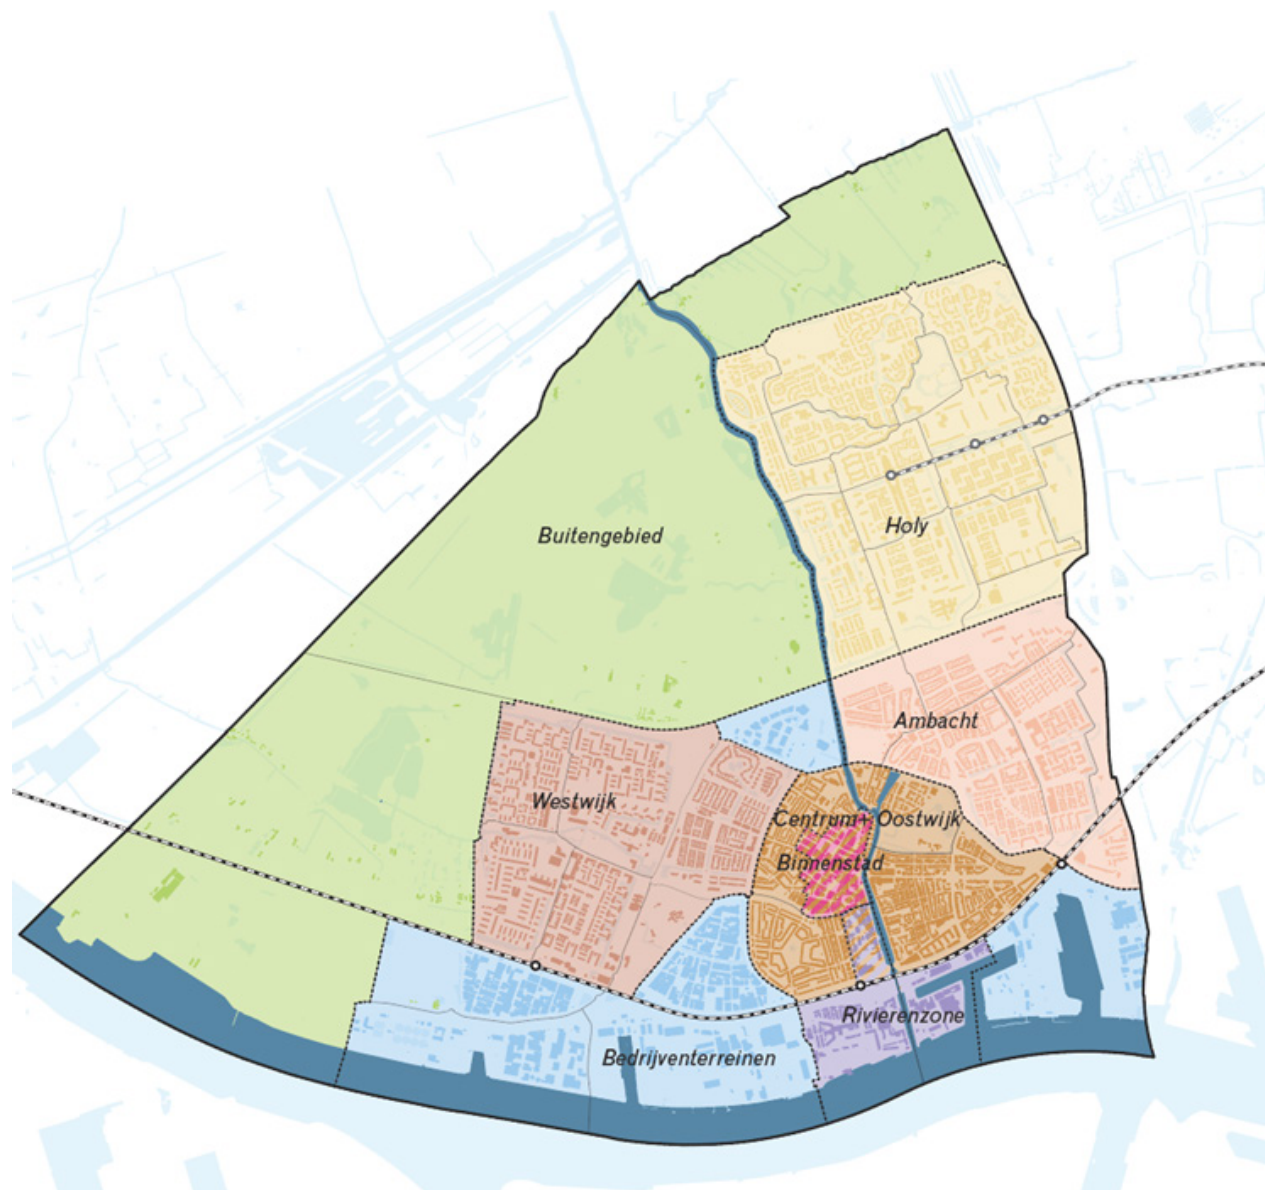 Buitengebied
Holy
Ambacht
Westwijk
Centrum+ Oostwijk
Binnenstad
Rivierenzone
Bedrijventerreinen